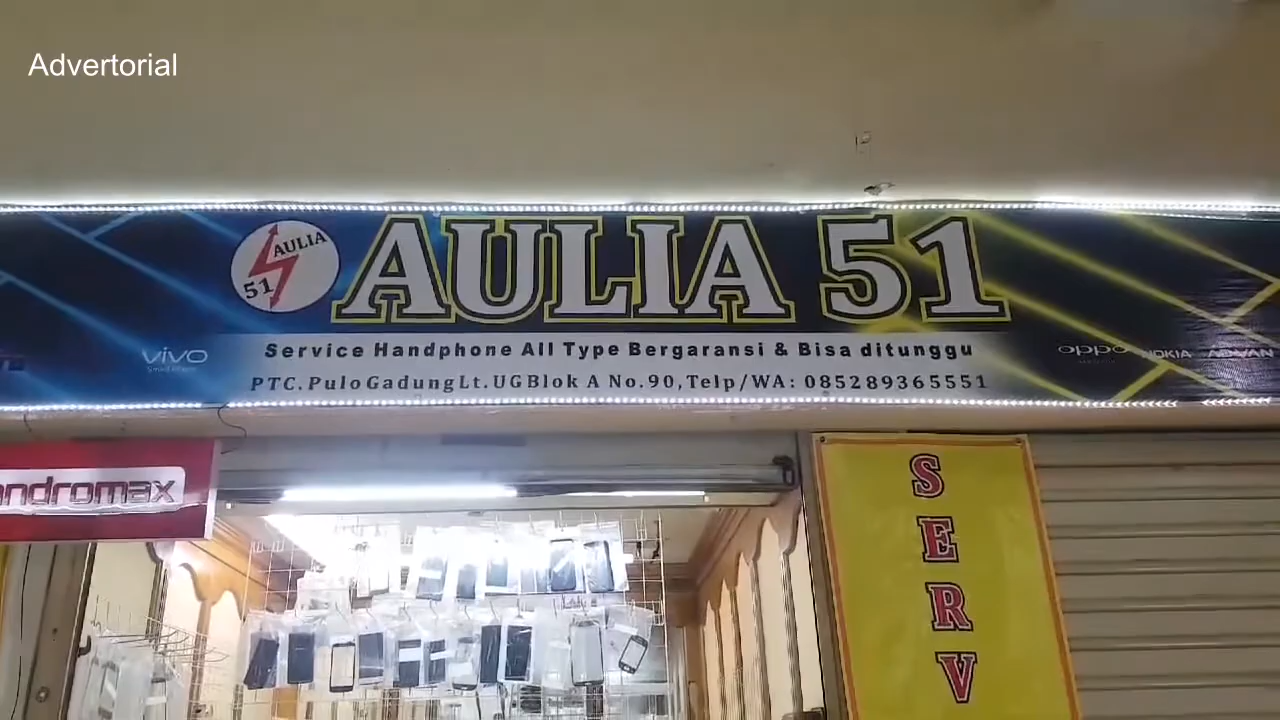 Advertorial
AULIA
51
AULIA 51
vivo
Service Handphone All Type Bergaransi & Bisa ditunggu
oppo NOKIA ADVAN
PTC.PuloGadungLt.UGBlok A No.90,Telp/WA: 085289365551
andromax
S
E
R
V